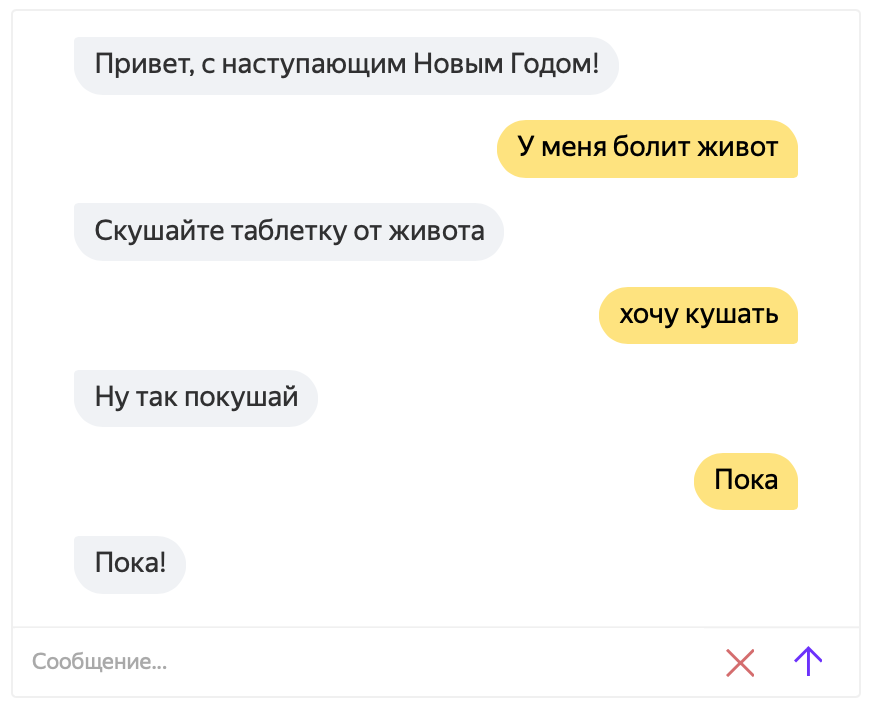 Привет, с наступающим Новым Годом!
У меня болит живот
Скушайте таблетку от живота
хочу кушать
Ну так покушай
Пока
Пока!
Сообщение...